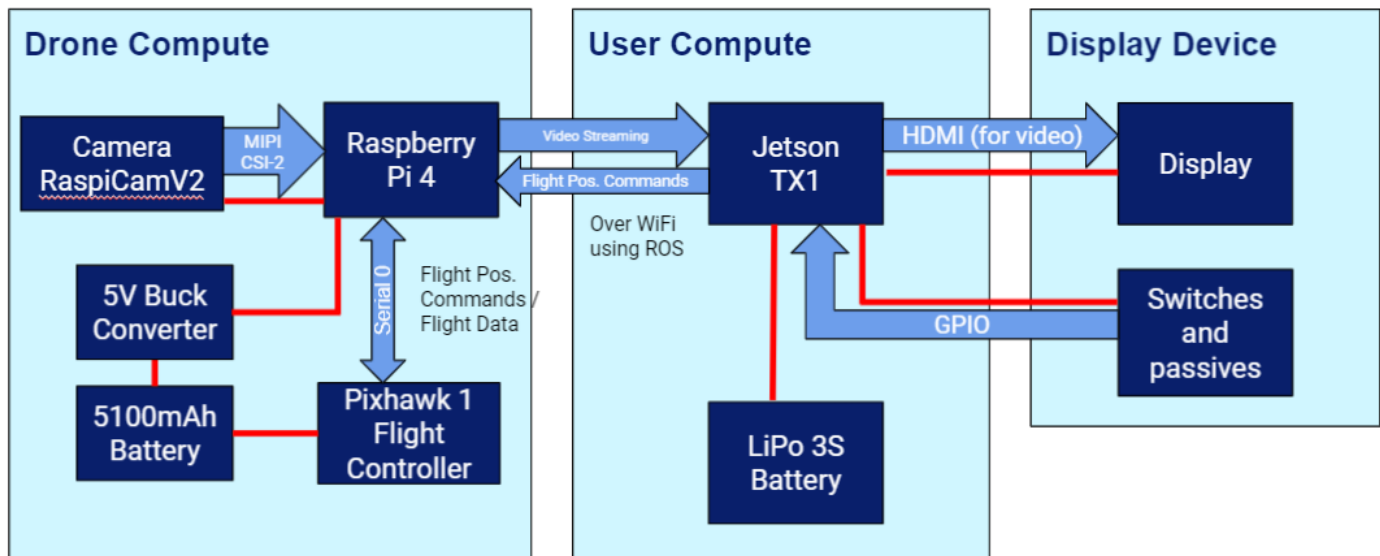 Drone Compute
Camera
RaspiCamV2
MIPI
CSI-2
Raspberry
Pi 4
5V Buck
Converter
5100mAh
Battery
Serial 0
Flight Pos.
Commands /
Flight Data
Pixhawk 1
Flight
Controller
User Compute
Video Streaming
Flight Pos. Commands
Over WiFi
using ROS
Jetson
TX1
LiPo 3S
Battery
HDMI (for video)
GPIO
Display Device
Display
Switches
and
passives